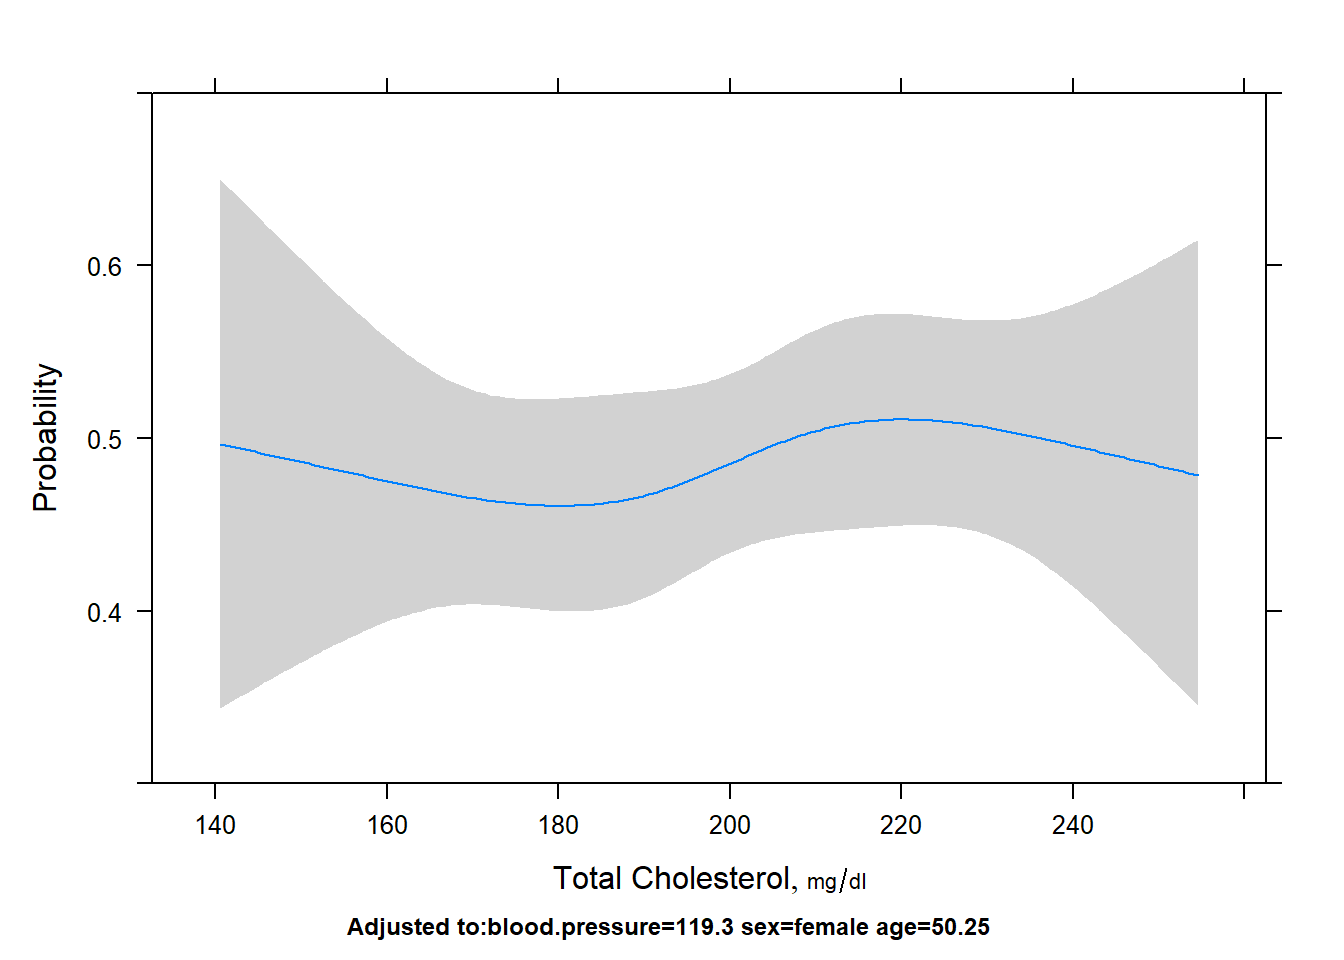 Probability
0.6
0.5
0.4
140 160 180 200 220 240
Total Cholesterol, mg/dl
Adjusted to:blood.pressure=119.3 sex=female age=50.25